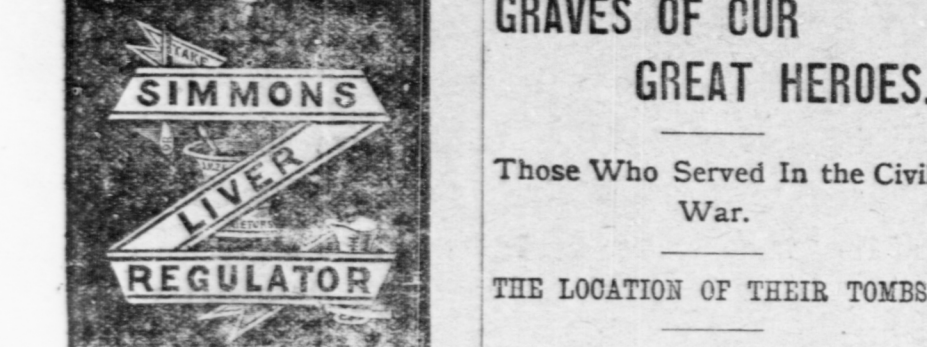 TAKE
SIMMONS
LIVER
REGULATOR
GRAVES OF OUR
GREAT HEROES.
Those Who Served In the Civi
War.
THE LOCATION OF THEIR TOMBS